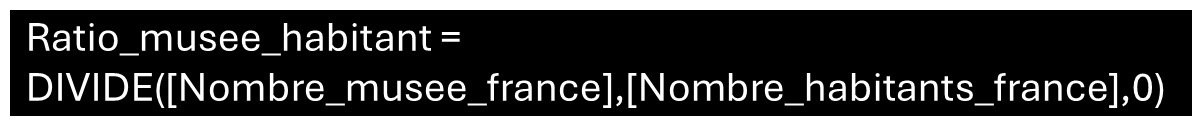 Ratio_musee_habitant =
DIVIDE([Nombre_musee_france],[Nombre_habitants_france],0)